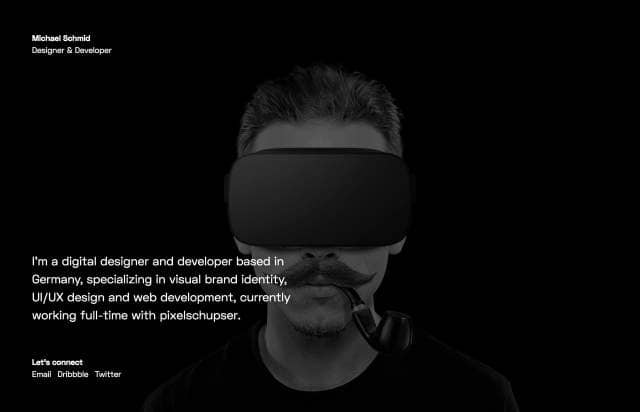 Michael Schmid
Designer & Developer
I'm a digital designer and developer based in
Germany, specializing in visual brand identity,
UI/UX design and web development, currently
working full-time with pixelschupser.
Let's connect
Email Dribbble Twitter